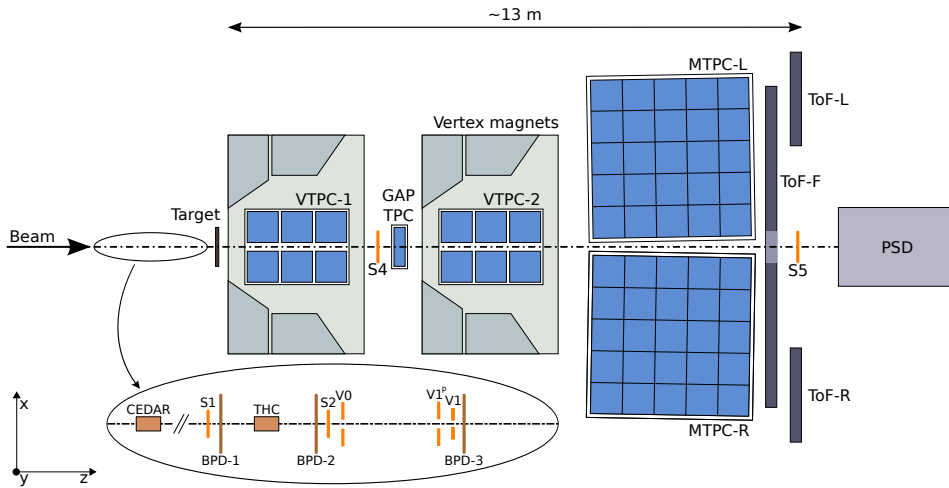 ~13 m
MTPC-L
ToF-L
Vertex magnets
ToF-F
VTPC-1
GAP
TPC
VTPC-2
Target
Beam
S4
S5
PSD
x
y
z
CEDAR
S1
BPD-1
THC
BPD-2
S2
V0
V1p
V1
BPD-3
ToF-R
MTPC-R